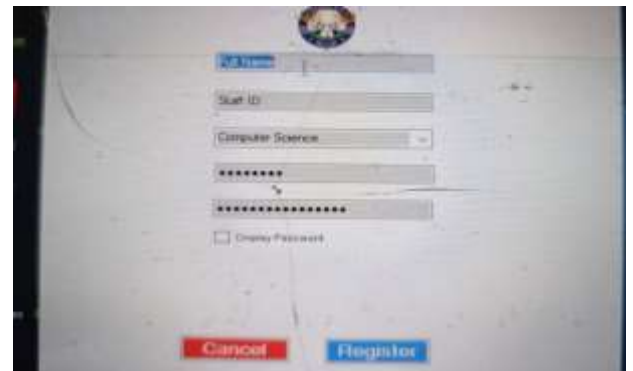 Full Name
Staff ID
Computer Science
••••••••
••••••••••••••••
Display Password
Cancel
Register